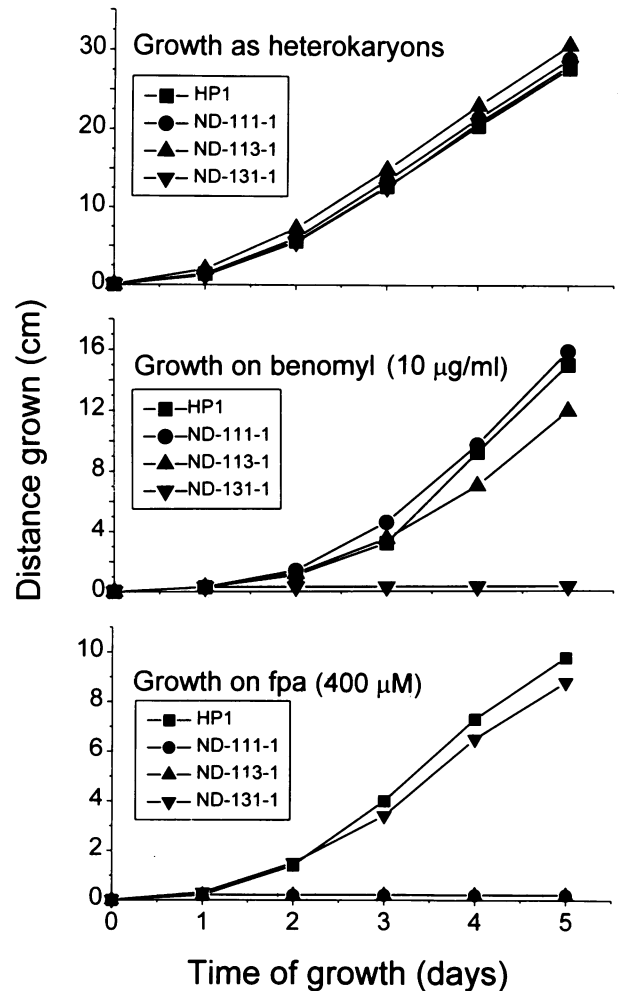 Growth as heterokaryons
HP1
ND-111-1
ND-113-1
ND-131-1
30
20
10
0
Growth on benomyl (10 μg/ml)
HP1
ND-111-1
ND-113-1
ND-131-1
16
12
8
4
0
Growth on fpa (400 μM)
HP1
ND-111-1
ND-113-1
ND-131-1
10
8
6
4
2
0
0 1 2 3 4 5
Distance grown (cm)
Time of growth (days)